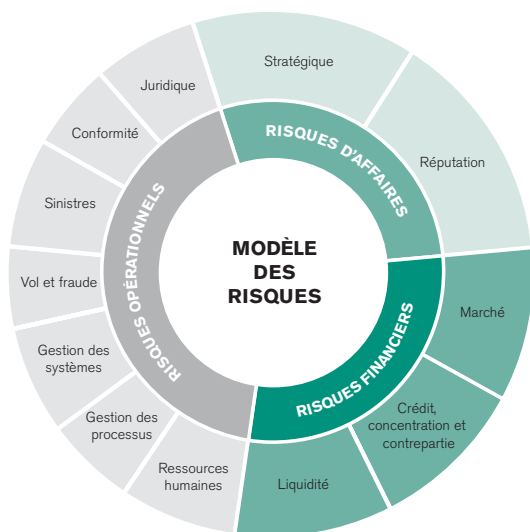 MODÈLE
DES
RISQUES
RISQUES D'AFFAIRES
Stratégique
Réputation
RISQUES FINANCIERS
Marché
Crédit,
concentration et
contrepartie
Liquidité
RISQUES OPÉRATIONNELS
Ressources
humaines
Gestion des
processus
Gestion des
systèmes
Vol et fraude
Sinistres
Conformité
Juridique